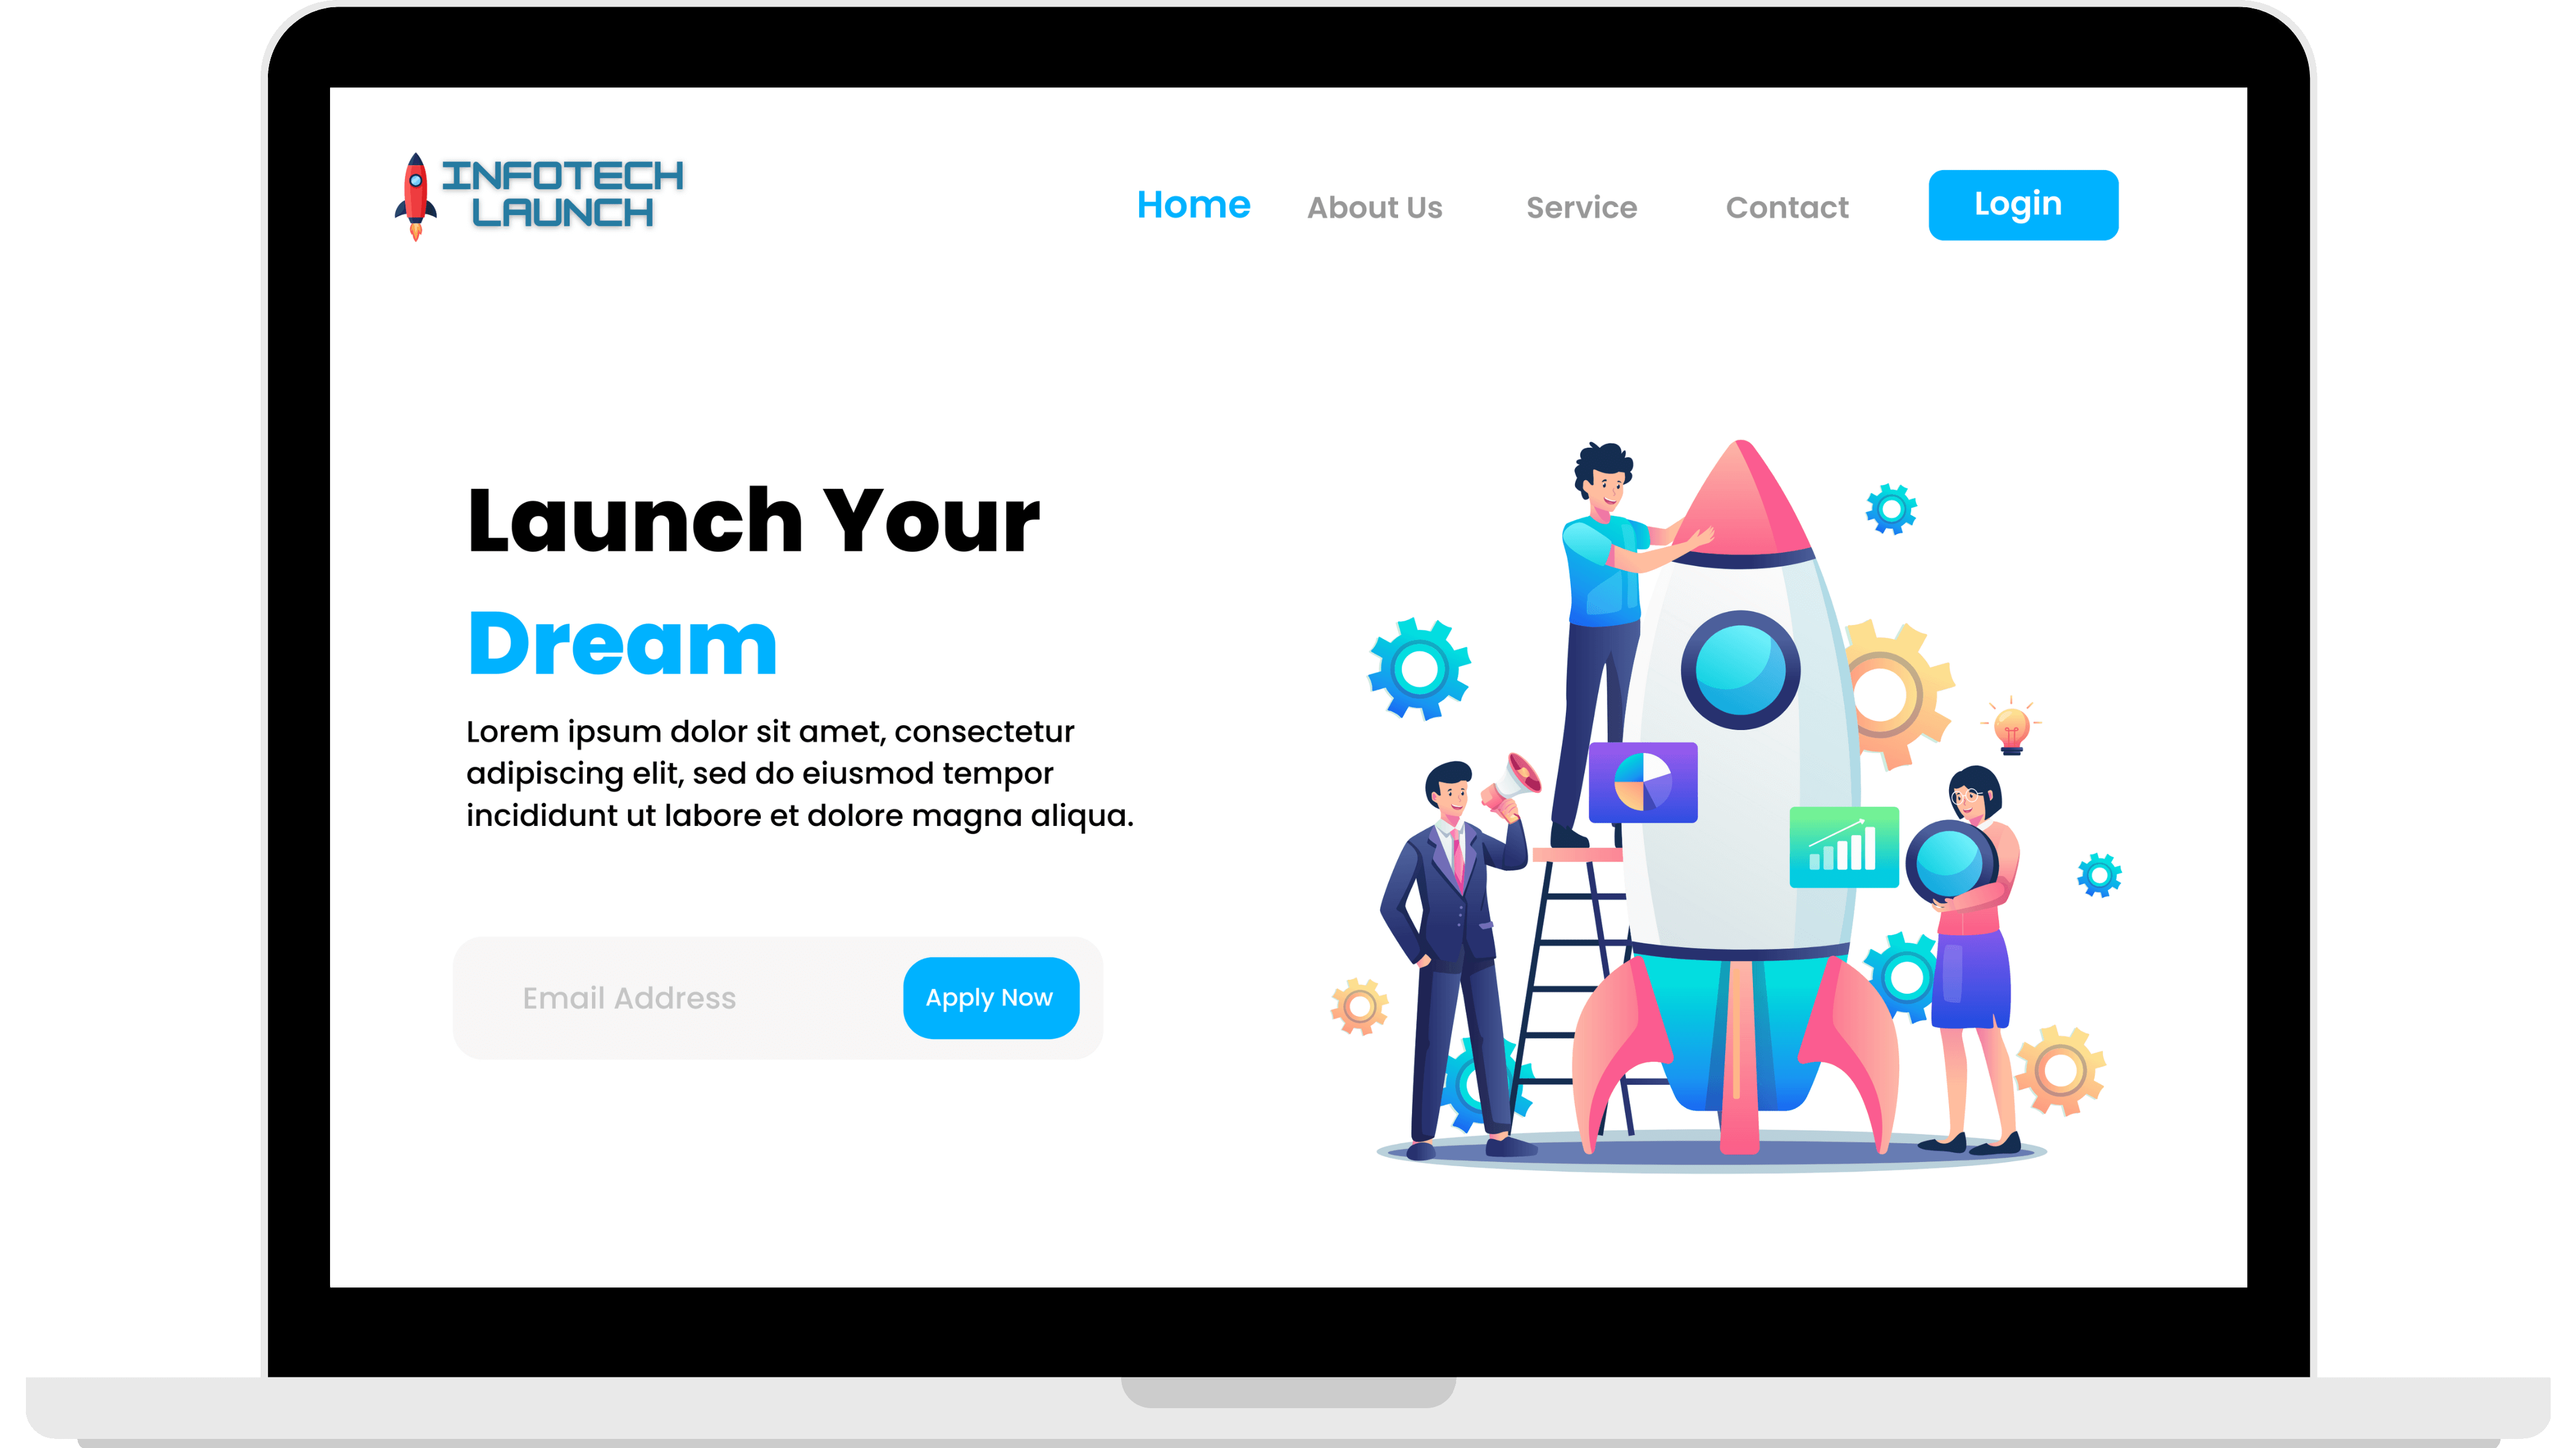 INFOTECH
LAUNCH
Home About Us Service Contact Login
Launch Your
Dream
Lorem ipsum dolor sit amet, consectetur
adipiscing elit, sed do eiusmod tempor
incididunt ut labore et dolore magna aliqua.
Email Address Apply Now